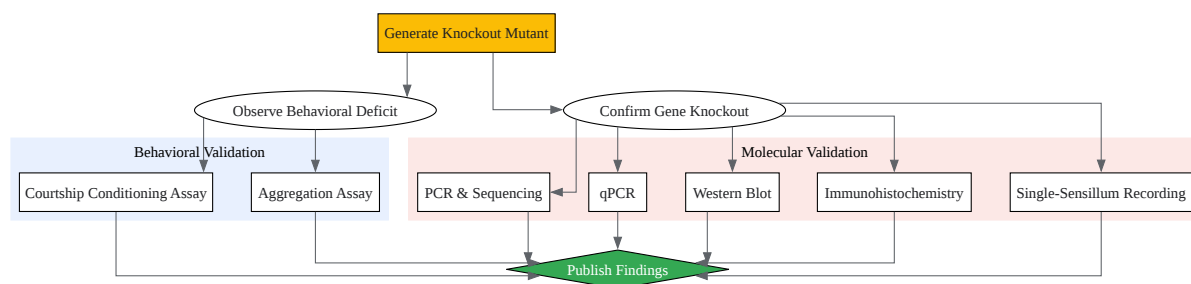 Generate Knockout Mutant
Observe Behavioral Deficit
Confirm Gene Knockout
Behavioral Validation
Molecular Validation
Courtship Conditioning Assay
Aggregation Assay
PCR & Sequencing
qPCR
Western Blot
Immunohistochemistry
Single-Sensillum Recording
Publish Findings